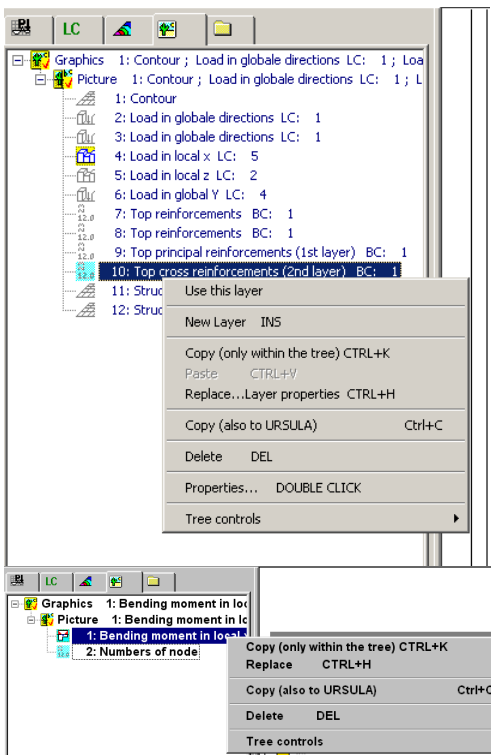 LC
Graphics 1: Contour ; Load in globale directions LC: 1 ; Loa
Picture 1: Contour ; Load in globale directions LC: 1 ; L
1: Contour
2: Load in globale directions LC: 1
3: Load in globale directions LC: 1
4: Load in local x LC: 5
5: Load in local z LC: 2
6: Load in global Y LC: 4
7: Top reinforcements BC: 1
8: Top reinforcements BC: 1
9: Top principal reinforcements (1st layer) BC: 1
10: Top cross reinforcements (2nd layer) BC: 1
11: Struc
12: Struc
Use this layer
New Layer INS
Copy (only within the tree) CTRL+K
Paste CTRL+V
Replace...Layer properties CTRL+H
Copy (also to URSULA) Ctrl+C
Delete DEL
Properties... DOUBLE CLICK
Tree controls
LC
Graphics 1: Bending moment in loc
Picture 1: Bending moment in lc
1: Bending moment in local
2: Numbers of node
Copy (only within the tree) CTRL+K
Replace CTRL+H
Copy (also to URSULA) Ctrl+C
Delete DEL
Tree controls